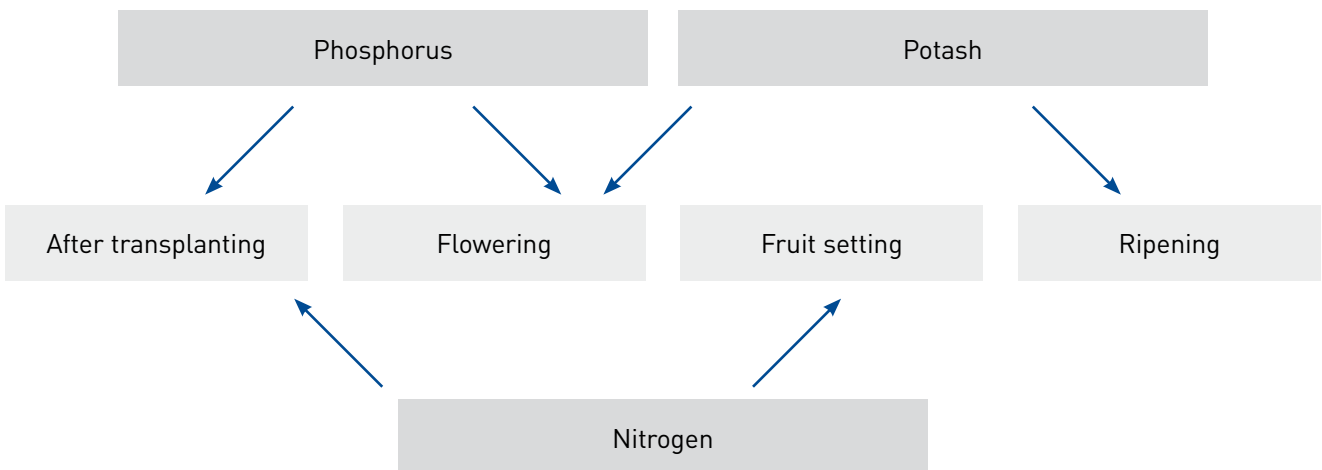 Phosphorus
Potash
After transplanting
Flowering
Fruit setting
Ripening
Nitrogen